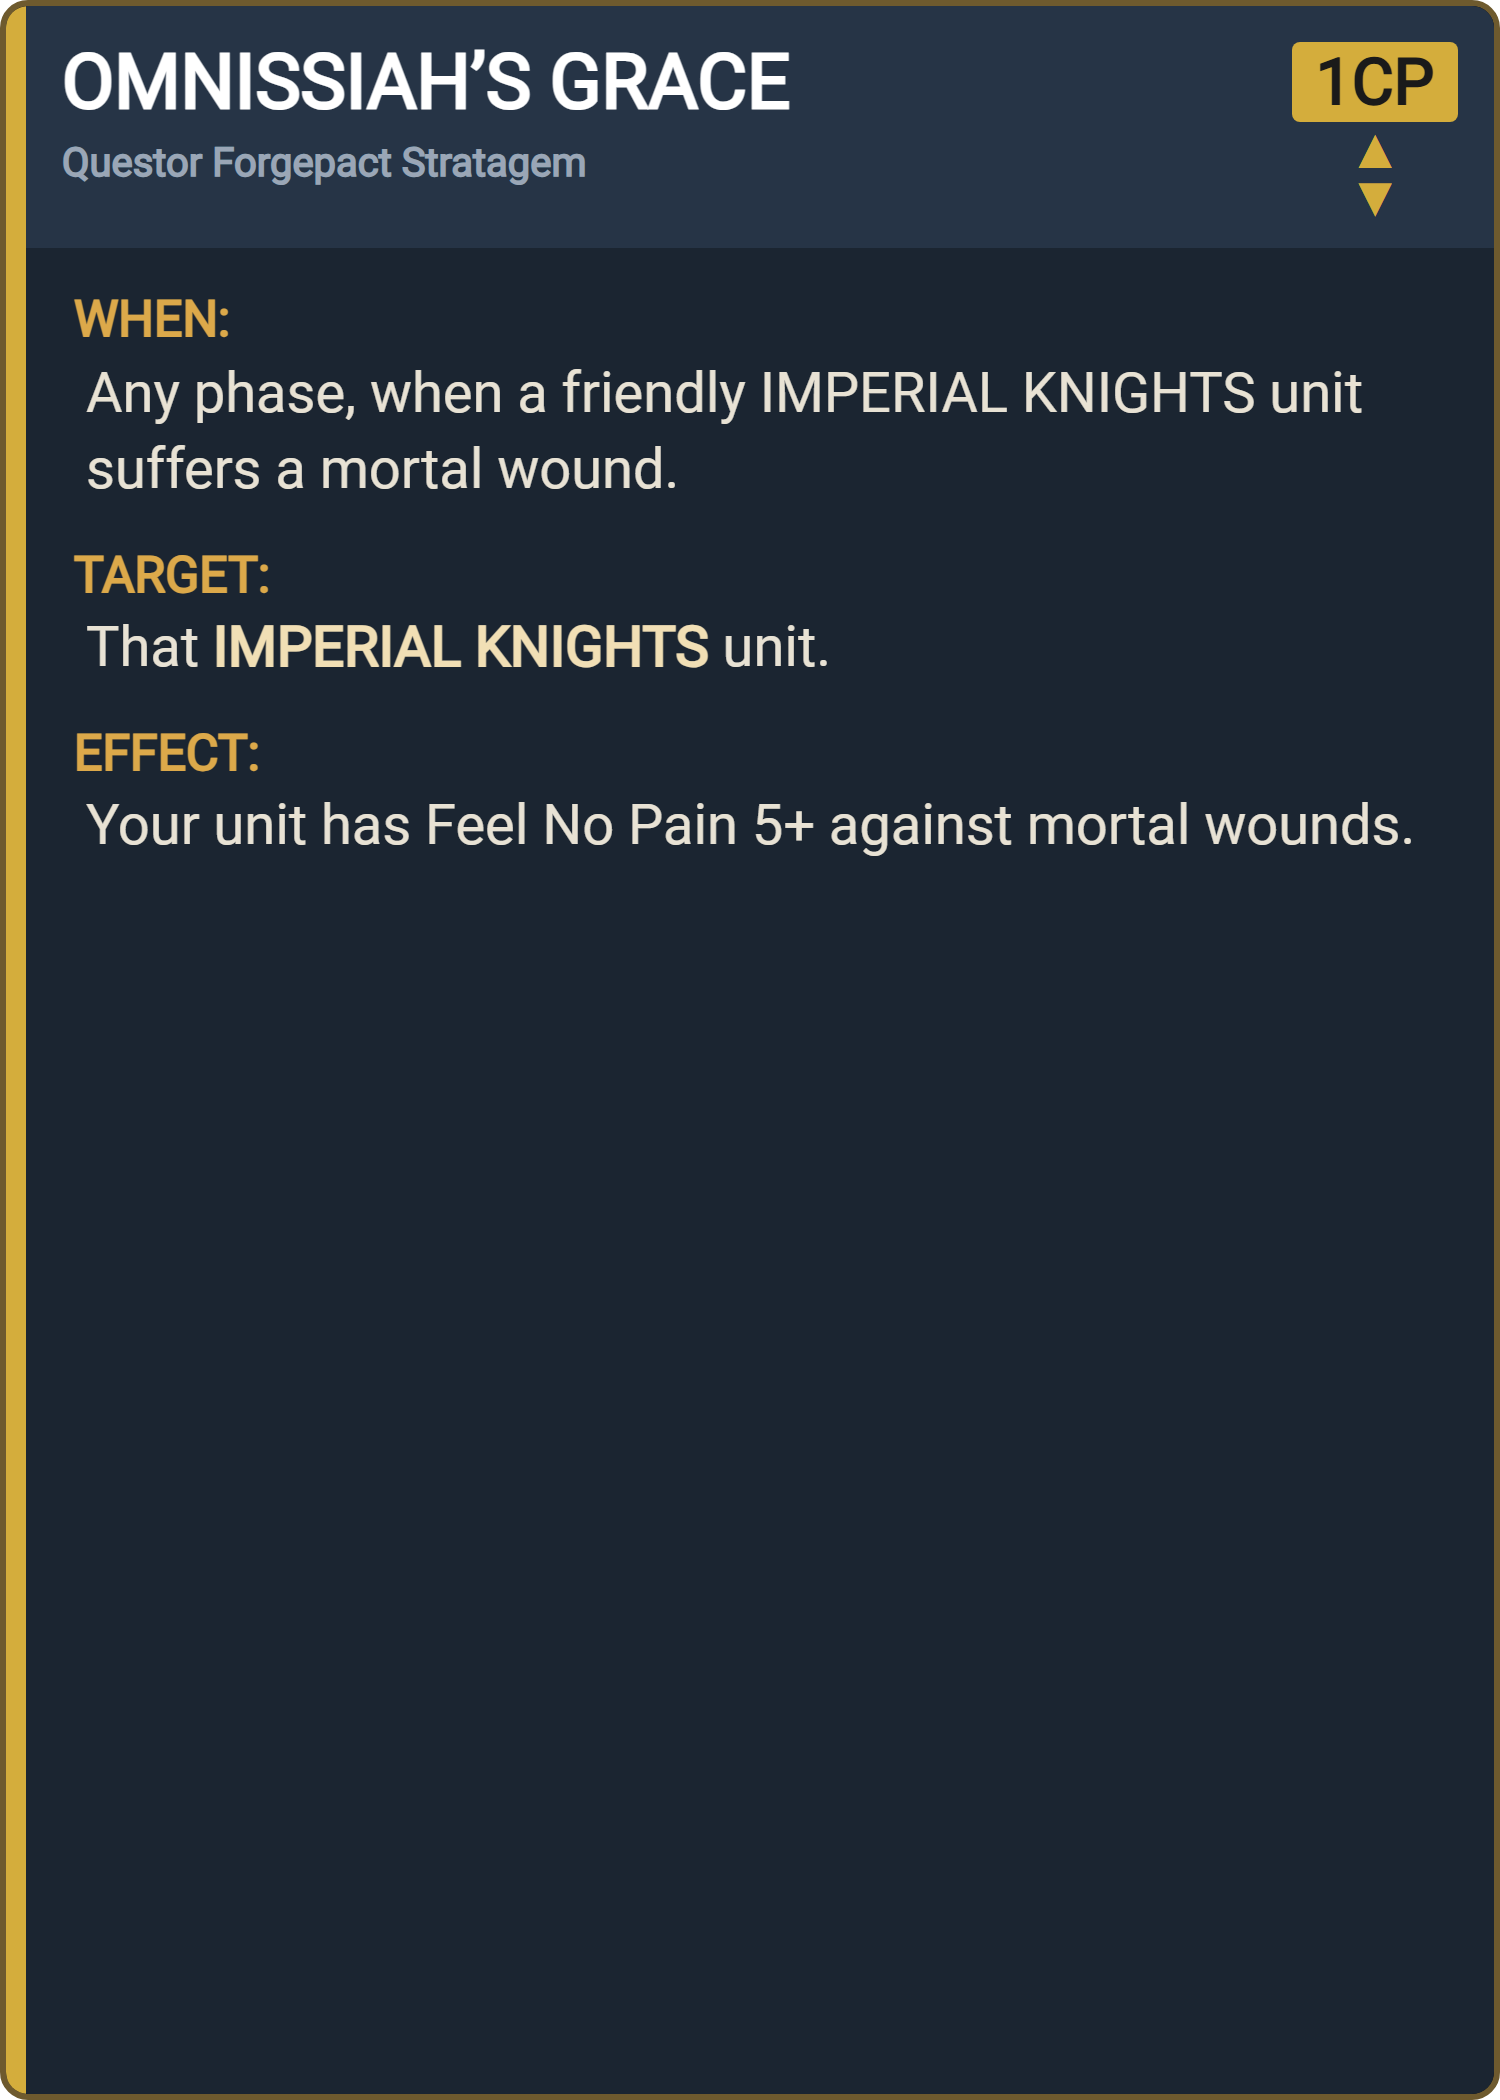 OMNISSIAH’S GRACE
1CP
Questor Forgepact Stratagem
WHEN:
Any phase, when a friendly IMPERIAL KNIGHTS unit
suffers a mortal wound.
TARGET:
That IMPERIAL KNIGHTS unit.
EFFECT:
Your unit has Feel No Pain 5+ against mortal wounds.